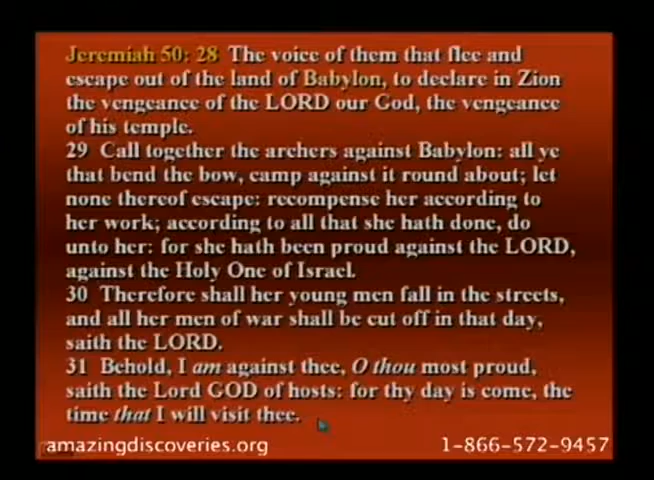 Jeremiah 50: 28 The voice of them that flee and
escape out of the land of Babylon, to declare in Zion
the vengeance of the LORD our God, the vengeance
of his temple.
29 Call together the archers against Babylon: all ye
that bend the bow, camp against it round about; let
none thereof escape: recompense her according to
her work; according to all that she hath done, do
unto her: for she hath been proud against the LORD,
against the Holy One of Israel.
30 Therefore shall her young men fall in the streets,
and all her men of war shall be cut off in that day,
saith the LORD.
31 Behold, I am against thee, O thou most proud,
saith the Lord GOD of hosts: for thy day is come, the
time that I will visit thee.
amazingdiscoveries.org 1-866-572-9457